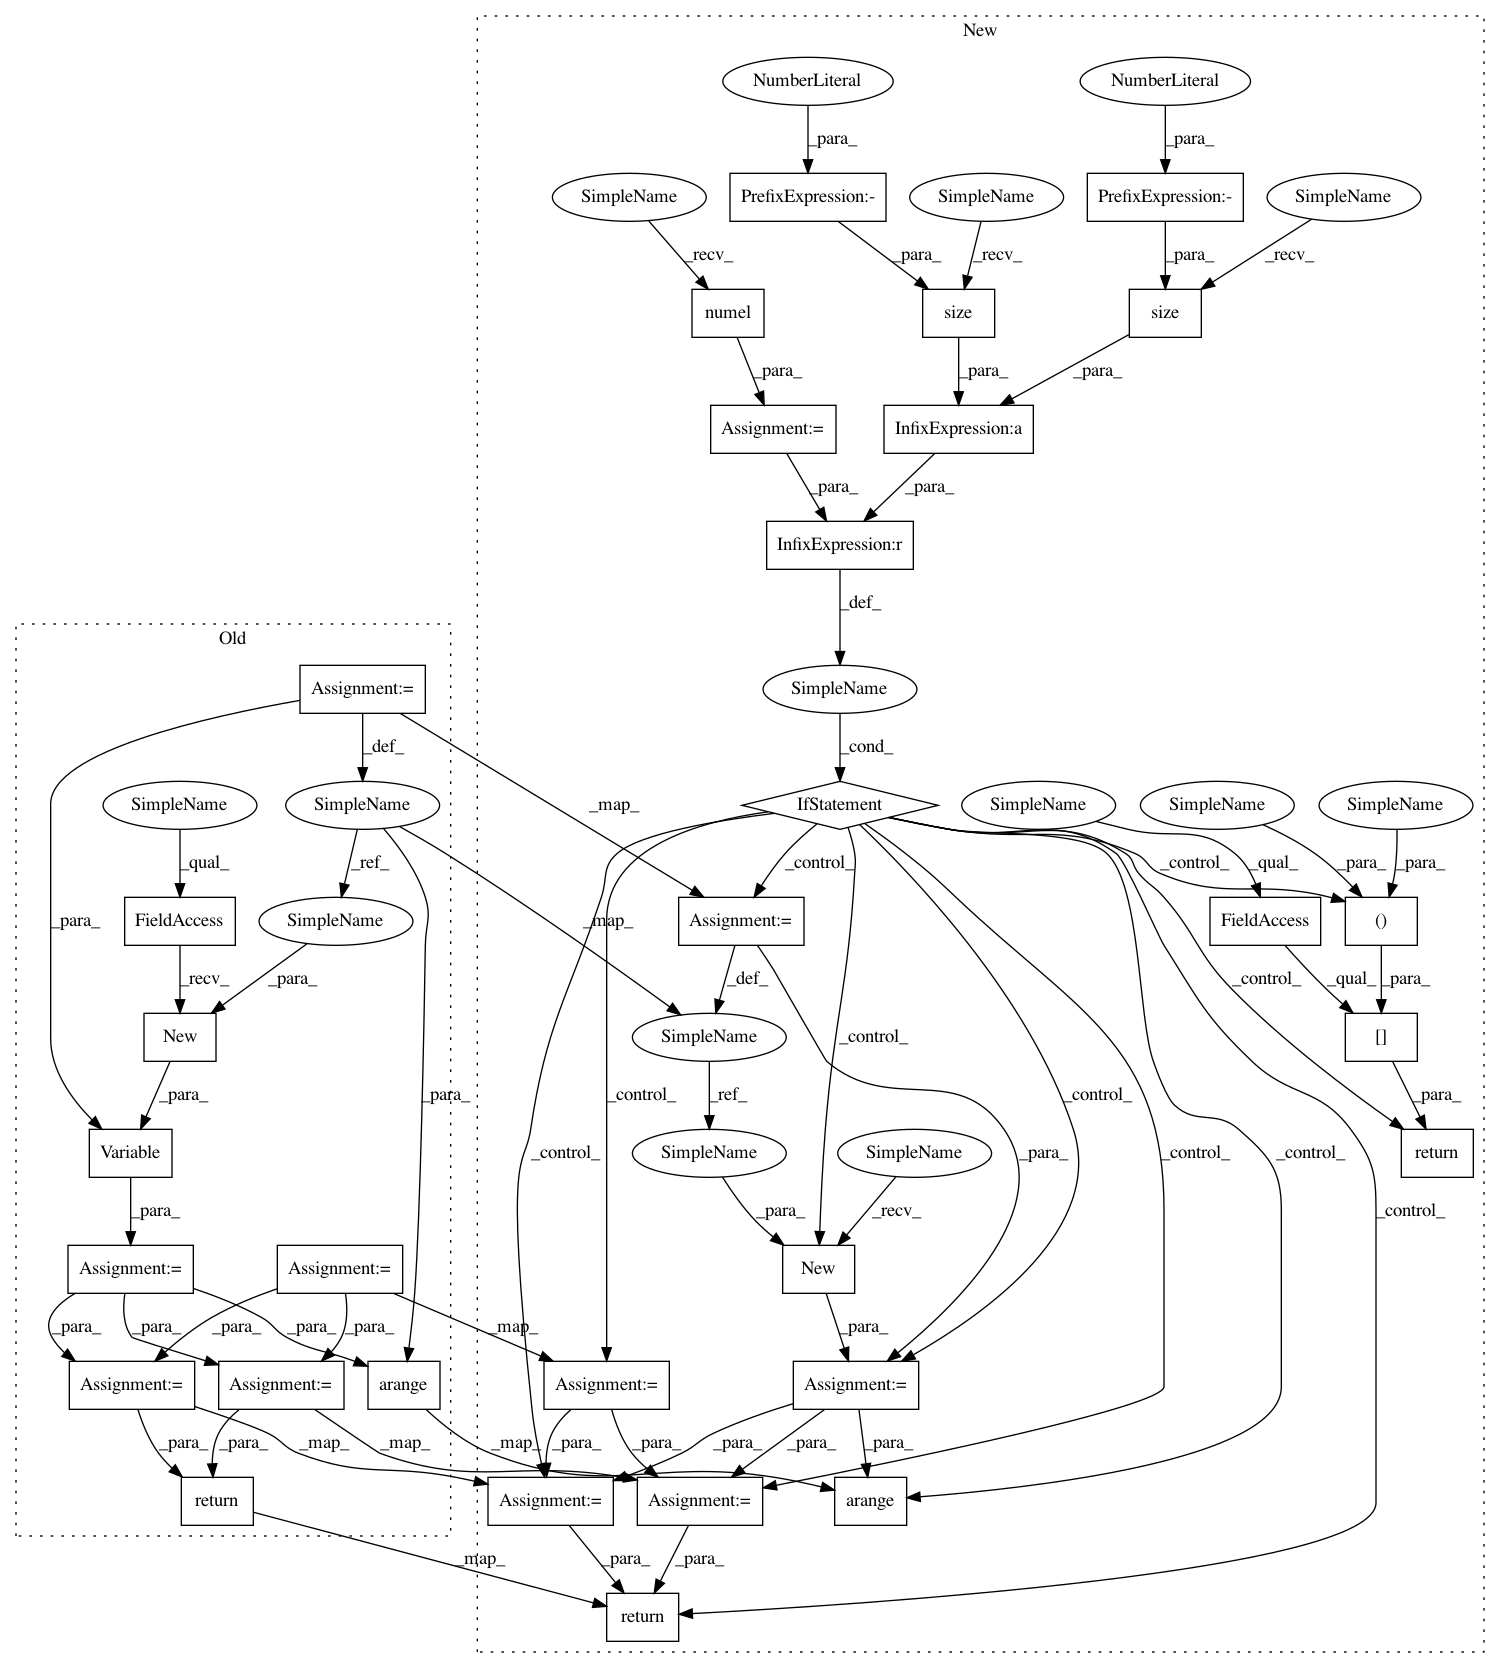 New
NumberLiteral NumberLiteral
_para_ _para_
SimpleName PrefixExpression:- SimpleName PrefixExpression:- SimpleName
_recv_ _para_ _recv_ _para_ _recv_
numel size size
_para_ _para_ _para_
Assignment:= InfixExpression:a
_para_ _para_
InfixExpression:r
_def_
Old
Assignment:= SimpleName
_def_ _cond_
SimpleName SimpleName _map_ IfStatement SimpleName SimpleName SimpleName
_qual_ _ref_ _control_ _control_ _qual_ _para_ _para_
_para_ FieldAccess SimpleName _map_ Assignment:= FieldAccess ()
_recv_ _para_ _def_ _control_ _qual_ _para_
New SimpleName _control_ []
_para_ _para_ _control_ _ref_ _control_ _para_
Variable _control_ SimpleName SimpleName _para_ _control_ _control_ return
_para_ _para_ _recv_ _control_
Assignment:= Assignment:= New
_para_ _para_ _para_ _para_ _para_ _map_ _para_
Assignment:= Assignment:= arange Assignment:= Assignment:=
_para_ _para_ _map_ _map_ _map_ _para_ _para_ _para_ _para_ _para_
return Assignment:= Assignment:= arange
_map_ _para_ _para_
return